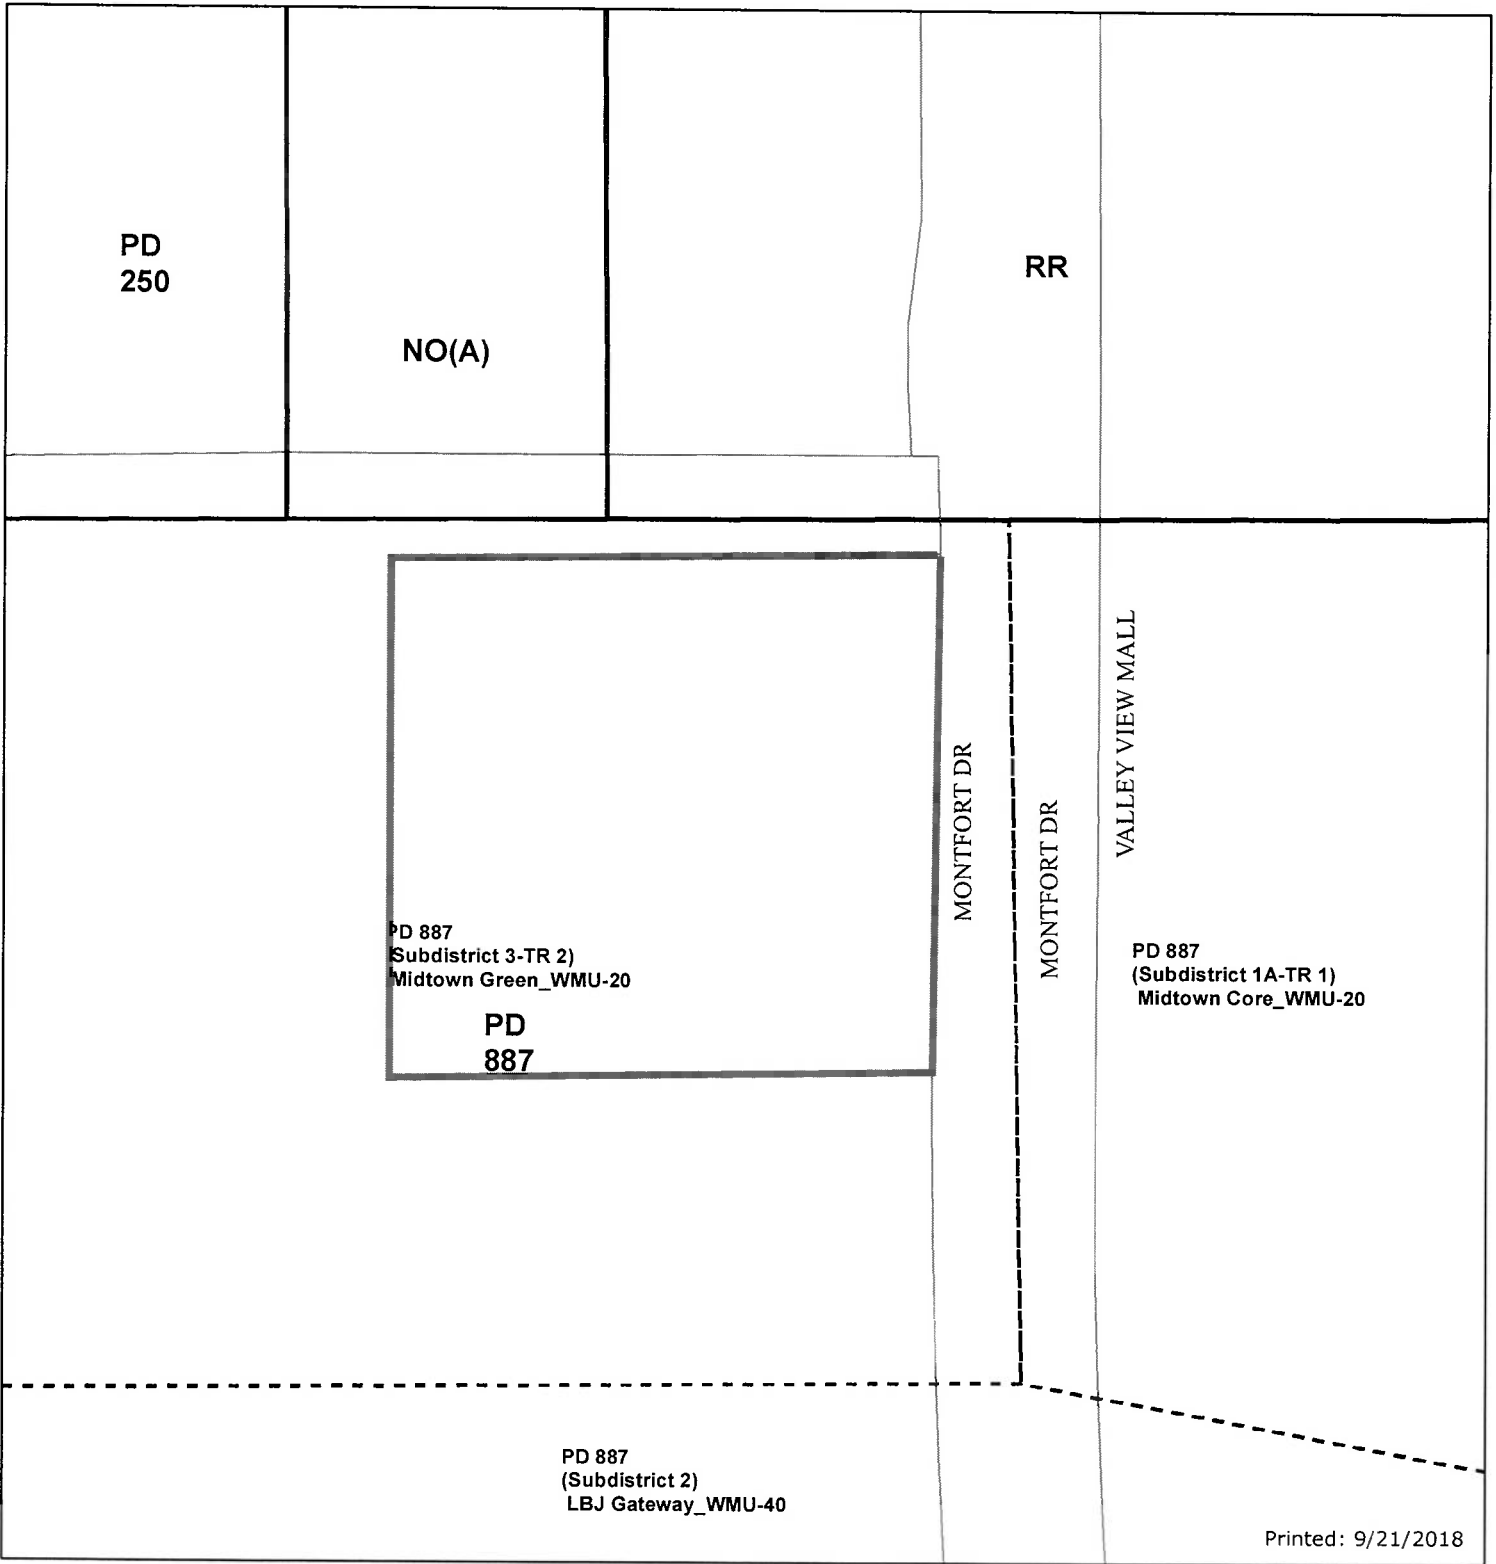 PD
250
NO(A)
RR
MONTFORT DR
MONTFORT DR
VALLEY VIEW MALL
PD 887
(Subdistrict 3-TR 2)
Midtown Green_WMU-20
PD
887
PD 887
(Subdistrict 1A-TR 1)
Midtown Core_WMU-20
PD 887
(Subdistrict 2)
LBJ Gateway_WMU-40
Printed: 9/21/2018